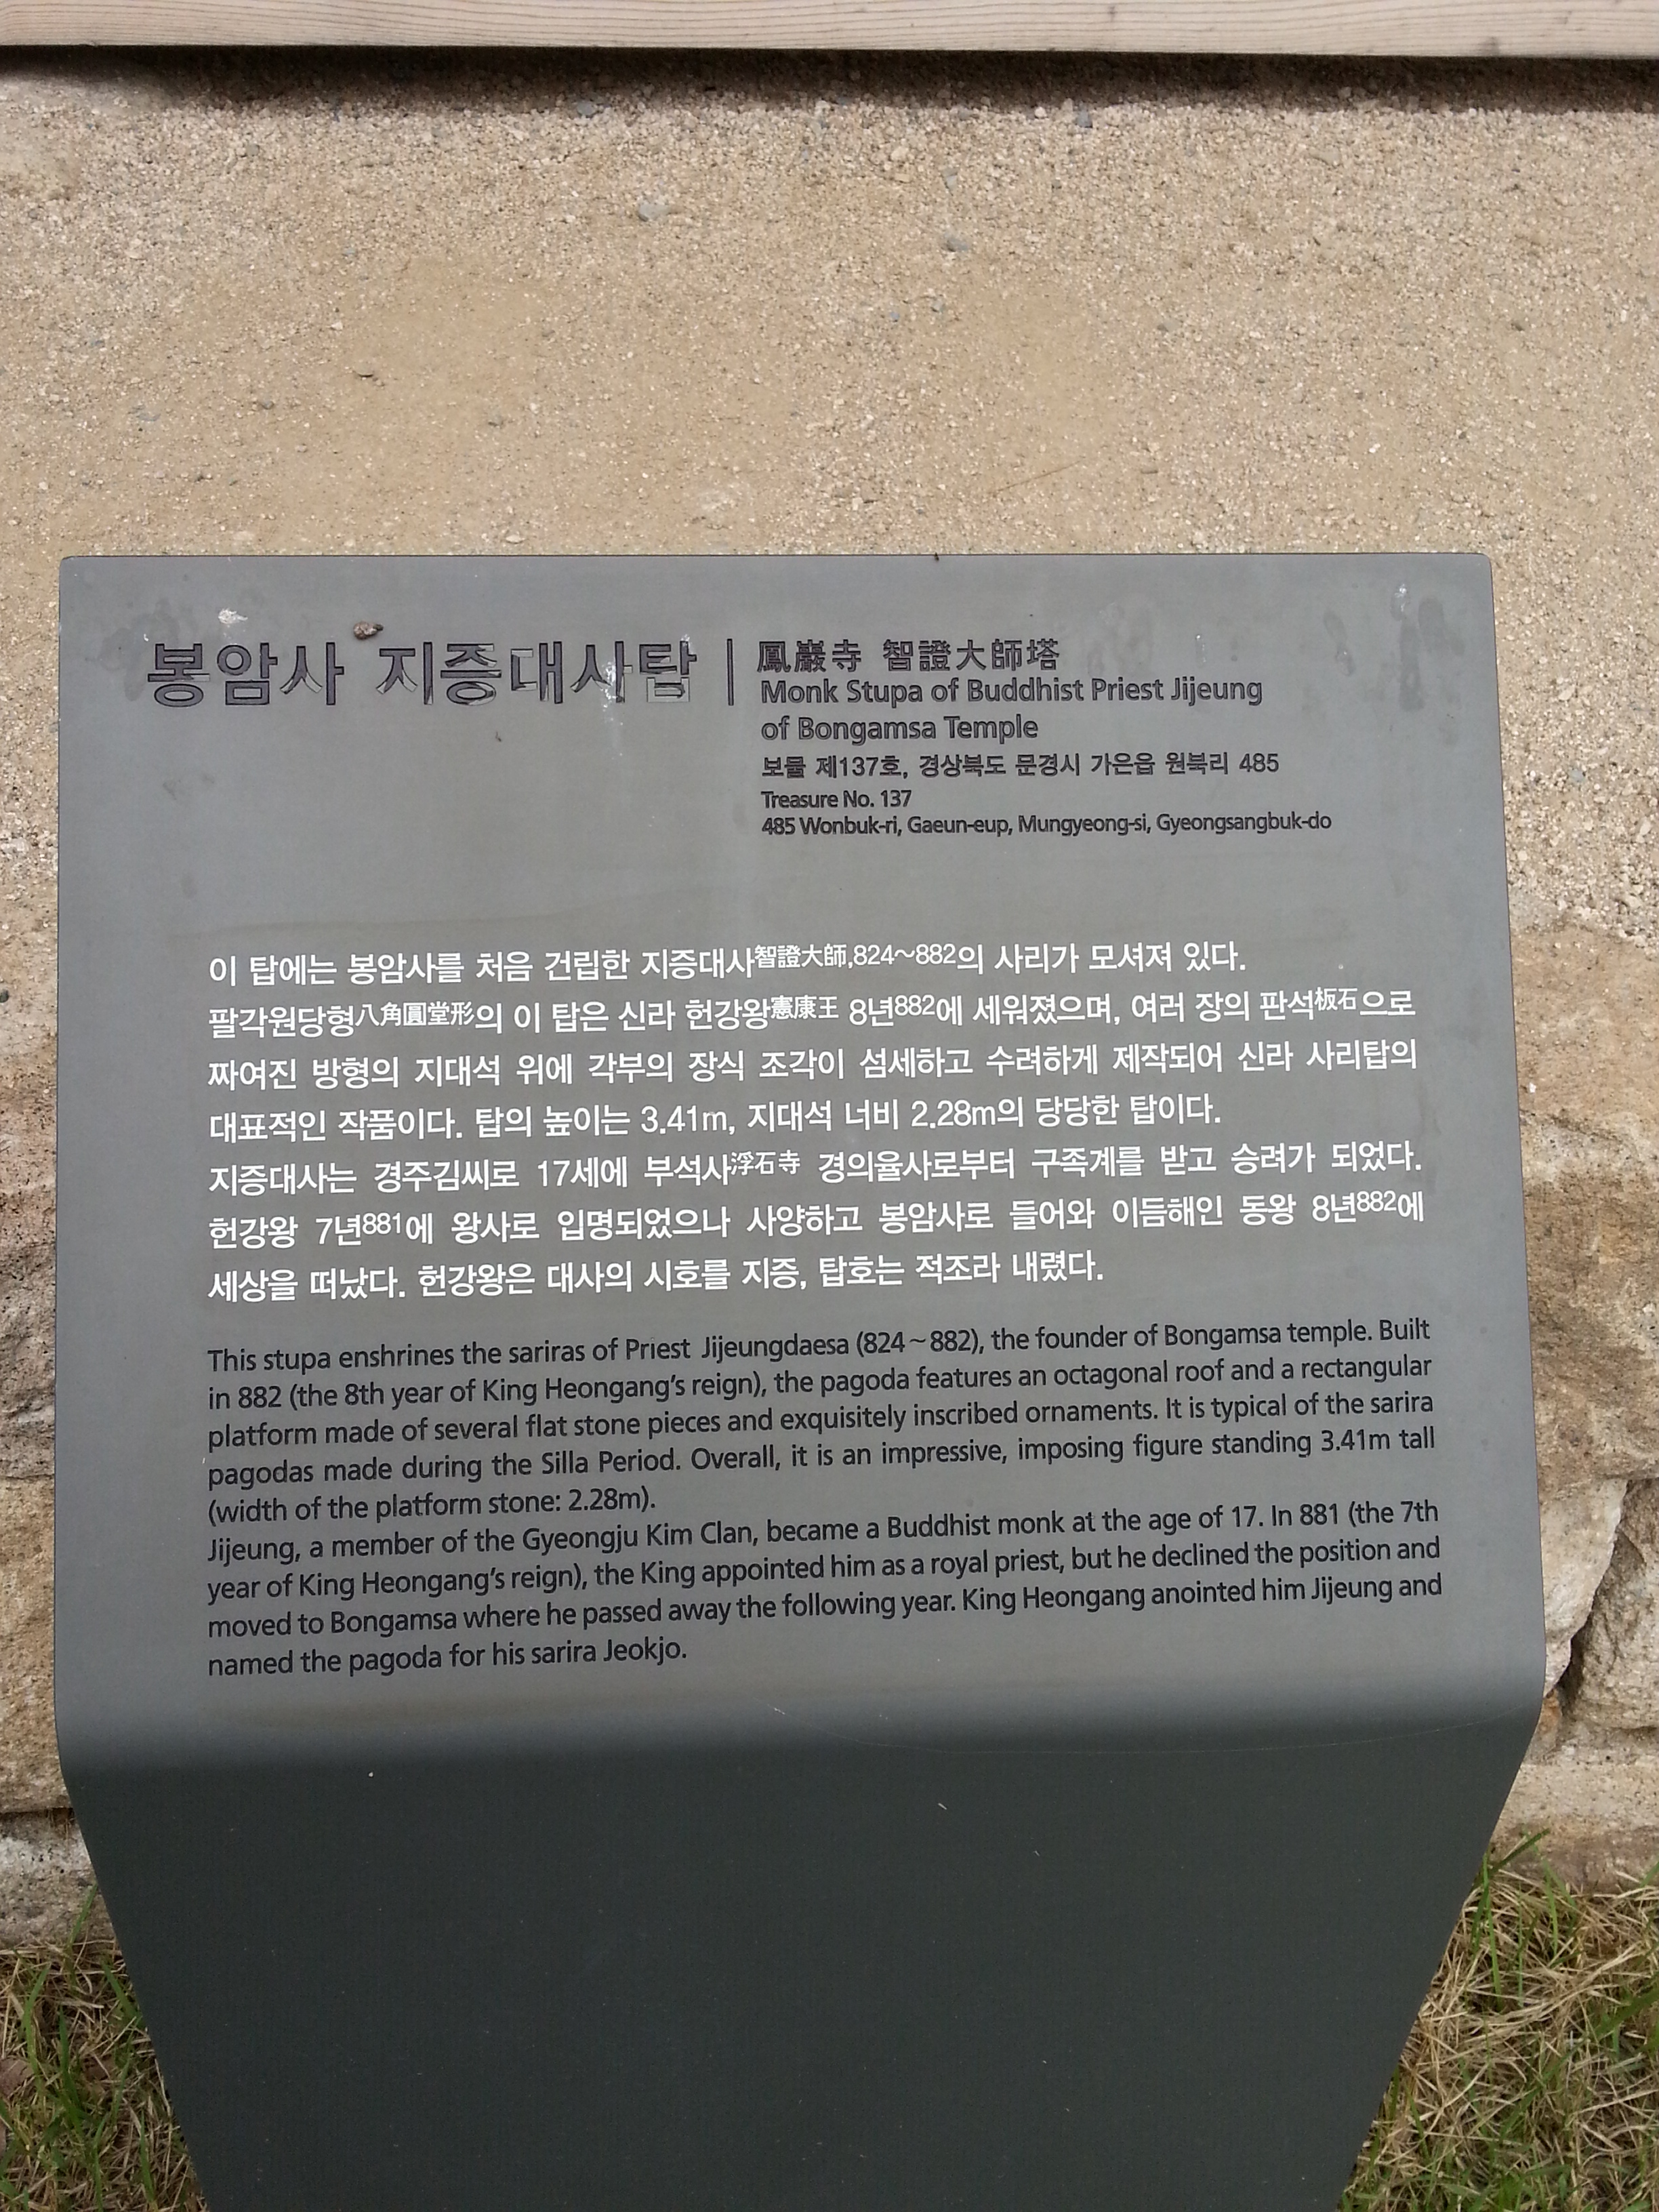 봉암사 지증대사탑
鳳巖寺 智證大師塔
Monk Stupa of Buddhist Priest Jijeung
of Bongamsa Temple
보물 제137호, 경상북도 문경시 가은읍 원북리 485
Treasure No. 137
485 Wonbuk-ri, Gaeun-eup, Mungyeong-si, Gyeongsangbuk-do
이 탑에는 봉암사를 처음 건립한 지증대사智證大師,824~882의 사리가 모셔져 있다.
팔각원당형八角圓堂形의 이 탑은 신라 헌강왕憲康王 8년882에 세워졌으며, 여러 장의 판석板石으로
짜여진 방형의 지대석 위에 각부의 장식 조각이 섬세하고 수려하게 제작되어 신라 사리탑의
대표적인 작품이다. 탑의 높이는 3.41m, 지대석 너비 2.28m의 당당한 탑이다.
지증대사는 경주김씨로 17세에 부석사浮石寺 경의율사로부터 구족계를 받고 승려가 되었다.
헌강왕 7년881에 왕사로 입명되었으나 사양하고 봉암사로 들어와 이듬해인 동왕 8년882에
세상을 떠났다. 헌강왕은 대사의 시호를 지증, 탑호는 적조라 내렸다.
This stupa enshrines the sariras of Priest Jijeungdaesa (824~882), the founder of Bongamsa temple. Built
in 882 (the 8th year of King Heongang's reign), the pagoda features an octagonal roof and a rectangular
platform made of several flat stone pieces and exquisitely inscribed ornaments. It is typical of the sarira
pagodas made during the Silla Period. Overall, it is an impressive, imposing figure standing 3.41m tall
(width of the platform stone: 2.28m).
Jijeung, a member of the Gyeongju Kim Clan, became a Buddhist monk at the age of 17. In 881 (the 7th
year of King Heongang's reign), the King appointed him as a royal priest, but he declined the position and
moved to Bongamsa where he passed away the following year. King Heongang anointed him Jijeung and
named the pagoda for his sarira Jeokjo.